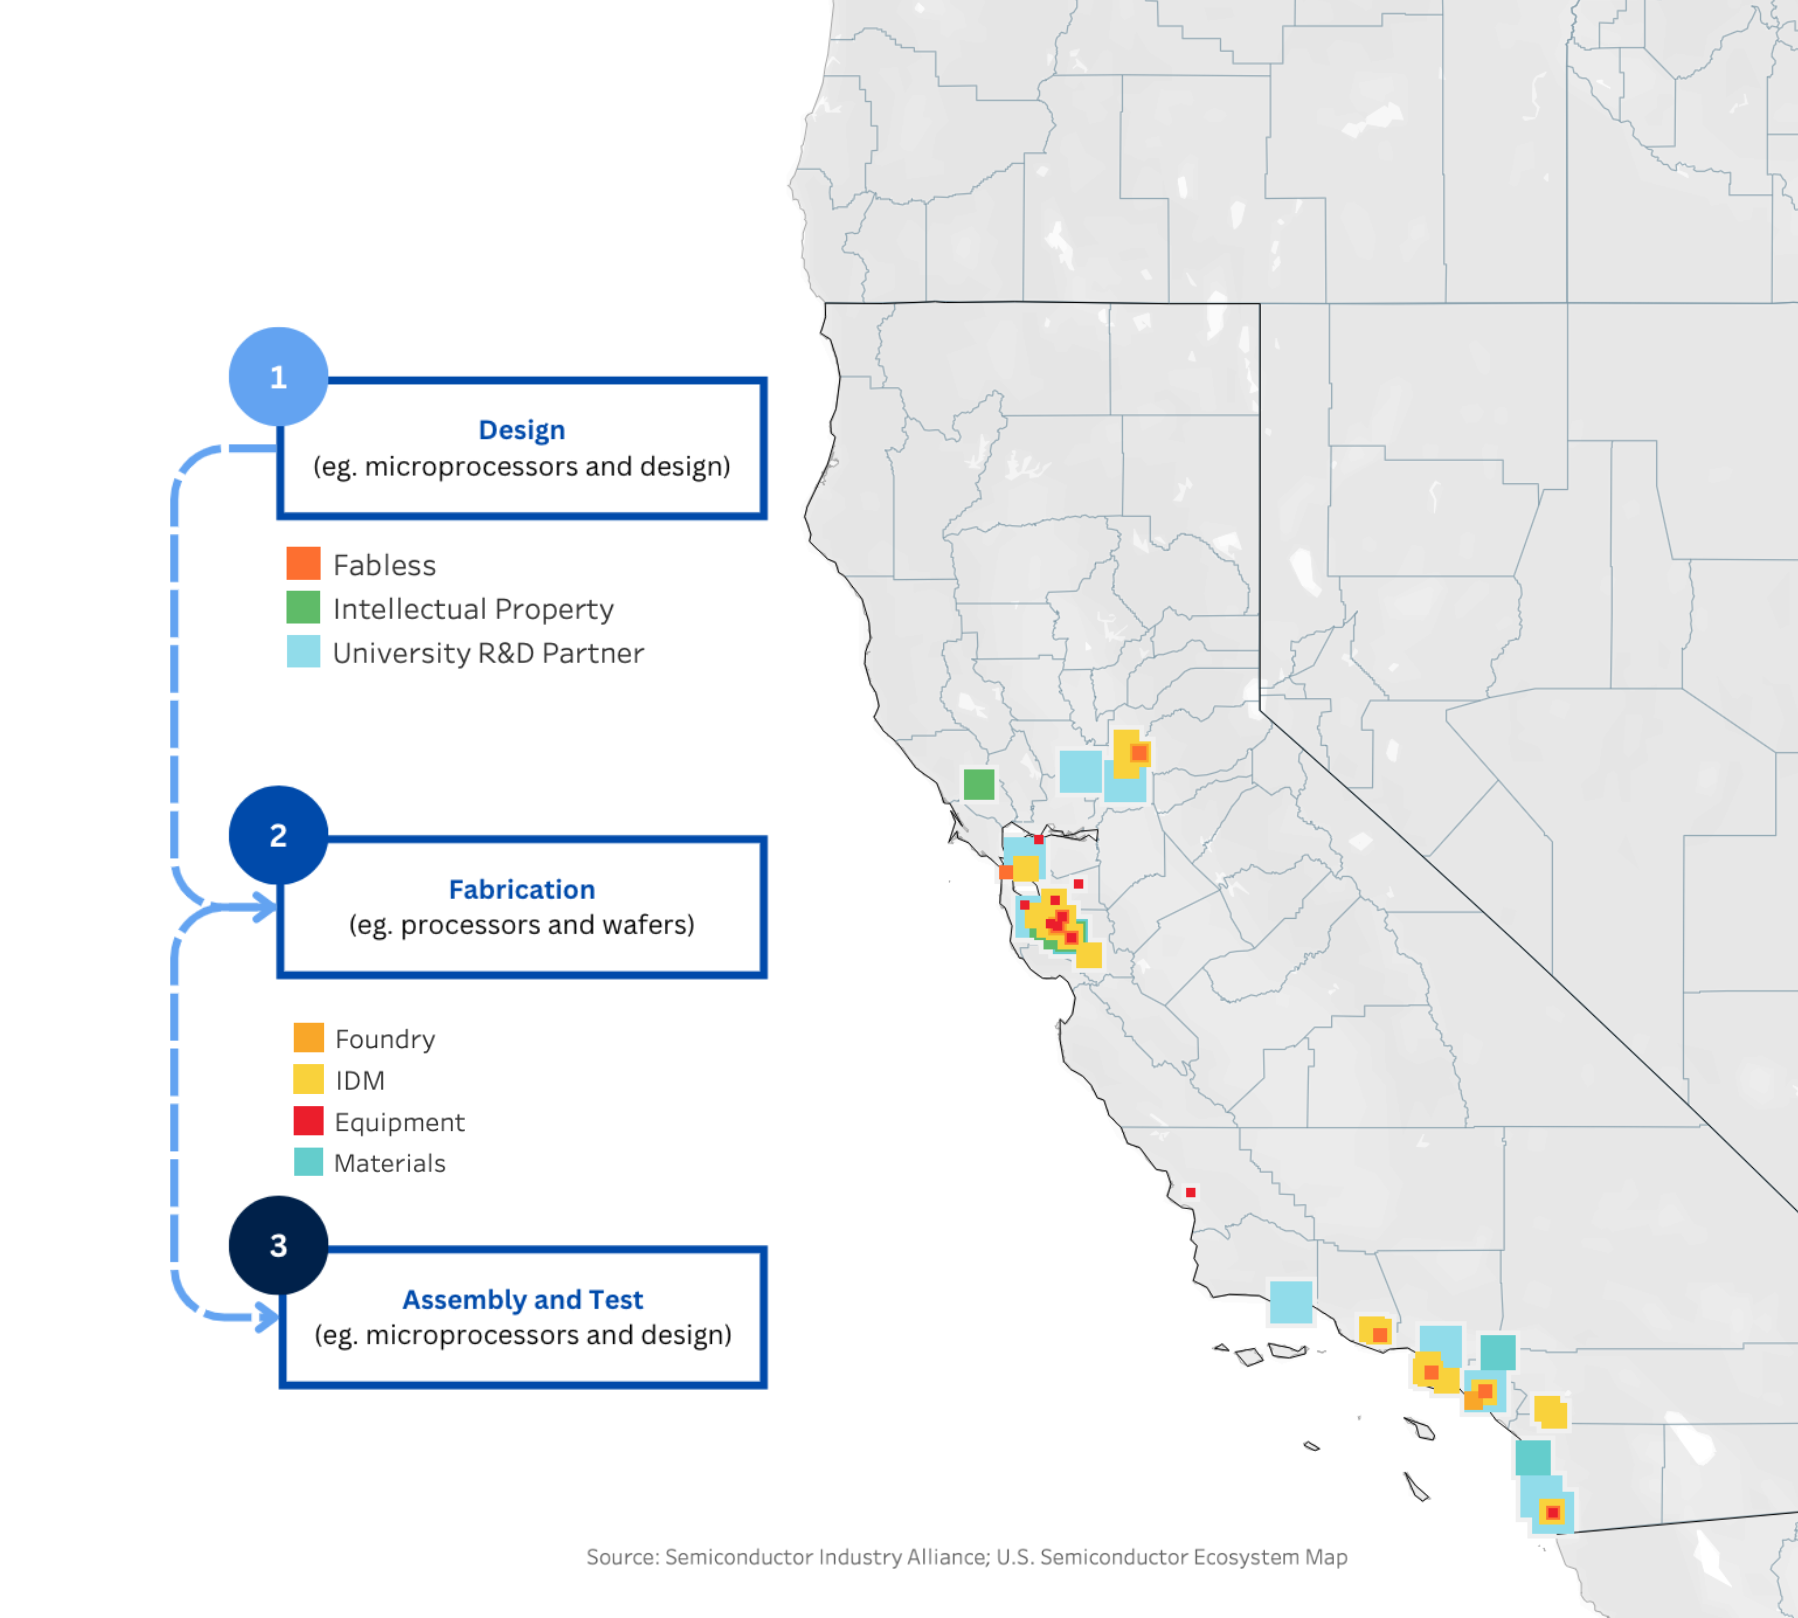 1
Design
(eg. microprocessors and design)
Fabless
Intellectual Property
University R&D Partner
2
Fabrication
(eg. processors and wafers)
Foundry
IDM
Equipment
Materials
3
Assembly and Test
(eg. microprocessors and design)
Source: Semiconductor Industry Alliance; U.S. Semiconductor Ecosystem Map